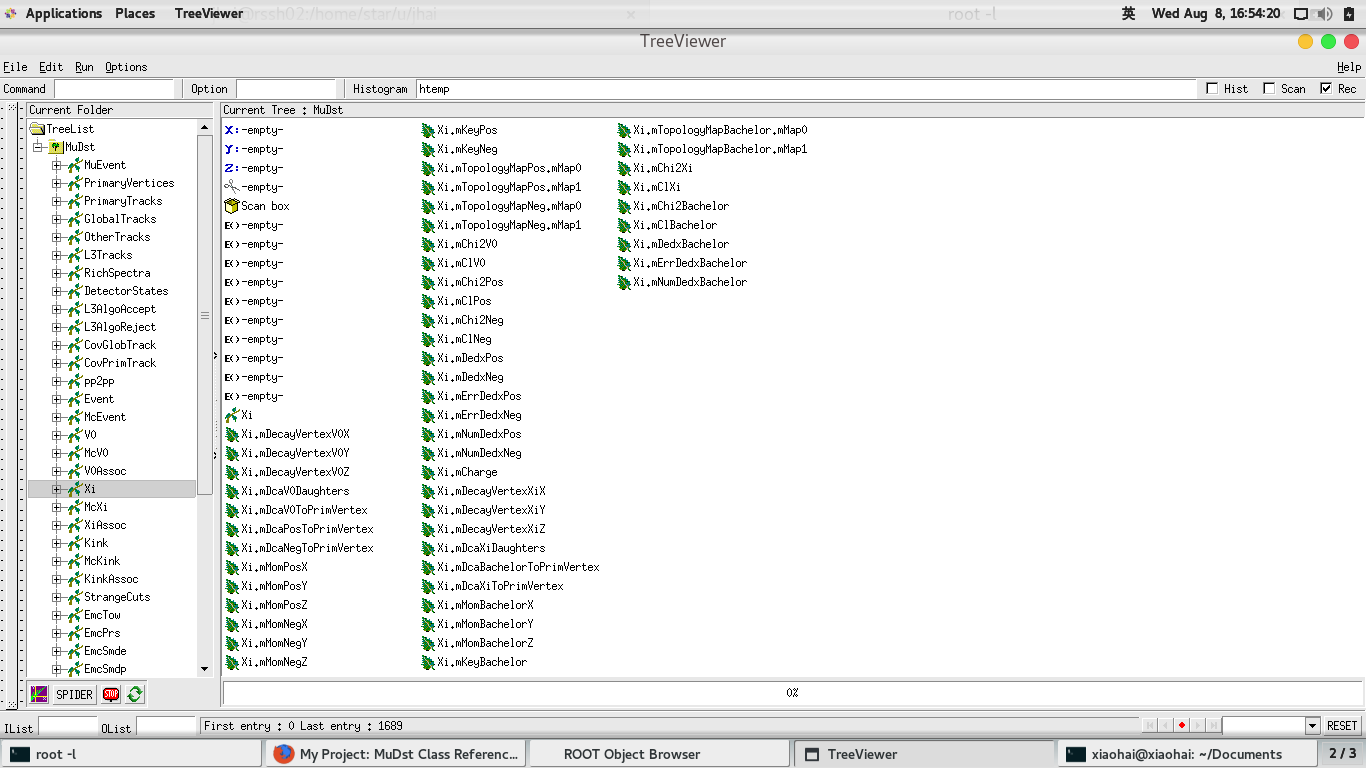 Applications Places TreeViewer @rssh02:/home/star/u/jhai root -l 英 Wed Aug 8, 16:54:20
TreeViewer
File Edit Run Options Help
Command Option Histogram htemp Hist Scan Rec
Current Folder
TreeList
MuDst
MuEvent
PrimaryVertices
PrimaryTracks
GlobalTracks
OtherTracks
L3Tracks
RichSpectra
DetectorStates
L3AlgoAccept
L3AlgoReject
CovGlobTrack
CovPrimTrack
pp2pp
Event
McEvent
V0
McV0
V0Assoc
Xi
McXi
XiAssoc
Kink
McKink
KinkAssoc
StrangeCuts
EmcTow
EmcPrs
EmcSmde
EmcSmdp
Current Tree : MuDst
X: -empty-
Y: -empty-
Z: -empty-
-empty-
Scan box
E() -empty-
E() -empty-
E() -empty-
E() -empty-
E() -empty-
E() -empty-
E() -empty-
E() -empty-
E() -empty-
E() -empty-
Xi
Xi.mDecayVertexV0X
Xi.mDecayVertexV0Y
Xi.mDecayVertexV0Z
Xi.mDcaV0Daughters
Xi.mDcaV0ToPrimVertex
Xi.mDcaPosToPrimVertex
Xi.mDcaNegToPrimVertex
Xi.mMomPosX
Xi.mMomPosY
Xi.mMomPosZ
Xi.mMomNegX
Xi.mMomNegY
Xi.mMomNegZ
Xi.mKeyPos
Xi.mKeyNeg
Xi.mTopologyMapPos.mMap0
Xi.mTopologyMapPos.mMap1
Xi.mTopologyMapNeg.mMap0
Xi.mTopologyMapNeg.mMap1
Xi.mChi2V0
Xi.mClV0
Xi.mChi2Pos
Xi.mClPos
Xi.mChi2Neg
Xi.mClNeg
Xi.mDedxPos
Xi.mDedxNeg
Xi.mErrDedxPos
Xi.mErrDedxNeg
Xi.mNumDedxPos
Xi.mNumDedxNeg
Xi.mCharge
Xi.mDecayVertexXiX
Xi.mDecayVertexXiY
Xi.mDecayVertexXiZ
Xi.mDcaXiDaughters
Xi.mDcaBachelorToPrimVertex
Xi.mDcaXiToPrimVertex
Xi.mMomBachelorX
Xi.mMomBachelorY
Xi.mMomBachelorZ
Xi.mKeyBachelor
Xi.mTopologyMapBachelor.mMap0
Xi.mTopologyMapBachelor.mMap1
Xi.mChi2Xi
Xi.mClXi
Xi.mChi2Bachelor
Xi.mClBachelor
Xi.mDedxBachelor
Xi.mErrDedxBachelor
Xi.mNumDedxBachelor
SPIDER STOP 0%
IList OList First entry : 0 Last entry : 1689 RESET
root -l My Project: MuDst Class Referenc... ROOT Object Browser TreeViewer xiaohai@xiaohai: ~/Documents 2 / 3